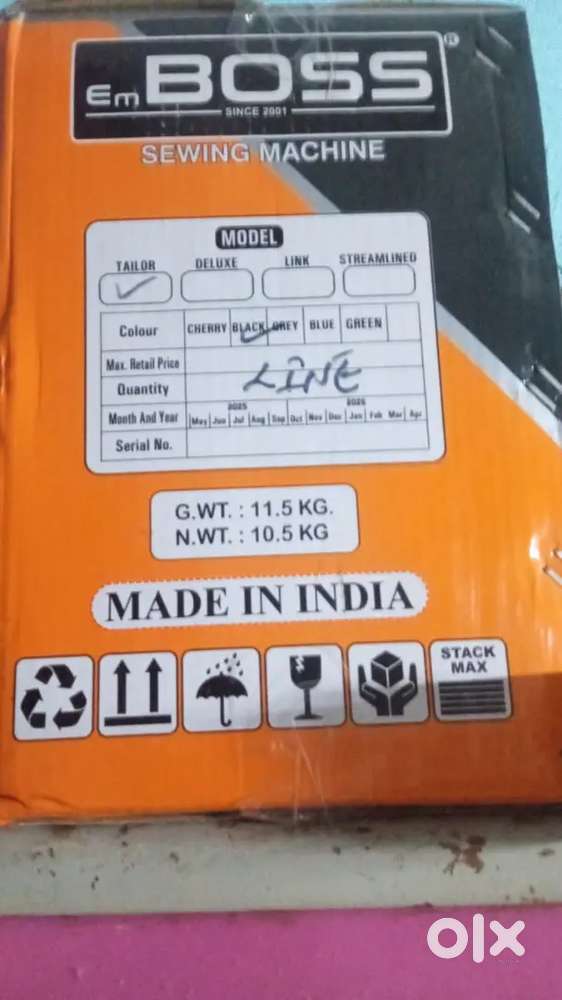 Em BOSS®
SINCE 2001
SEWING MACHINE
MODEL
TAILOR DELUXE LINK STREAMLINED
✓
Colour CHERRY BLACK GREY BLUE GREEN
Max. Retail Price
LINE
Quantity
2025 2026
Month And Year May Jun Jul Aug Sep Oct Nov Dec Jan Feb Mar Apr
Serial No.
G.WT. : 11.5 KG.
N.WT. : 10.5 KG
MADE IN INDIA
STACK
MAX
olx